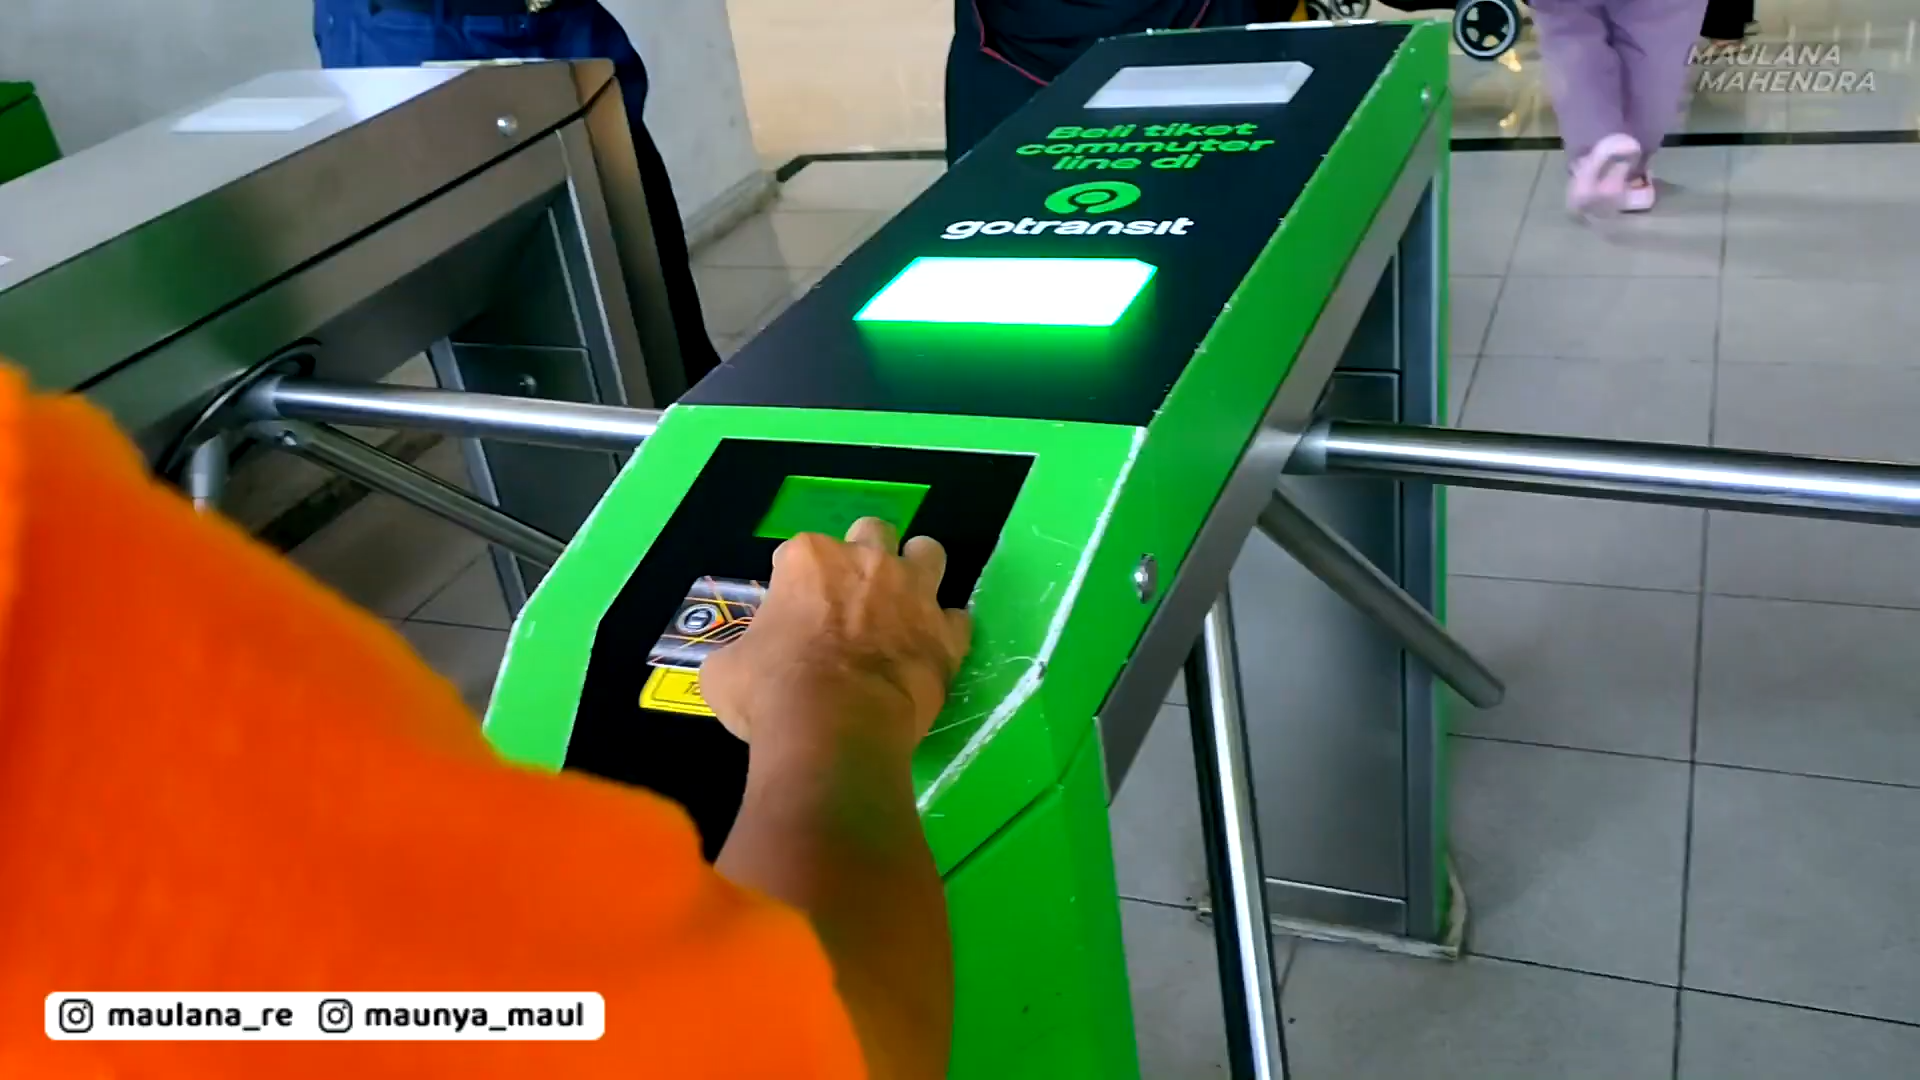 MAULANA
MAHENDRA
Beli tiket
commuter
line di
gotransit
maulana_re
maunya_maul